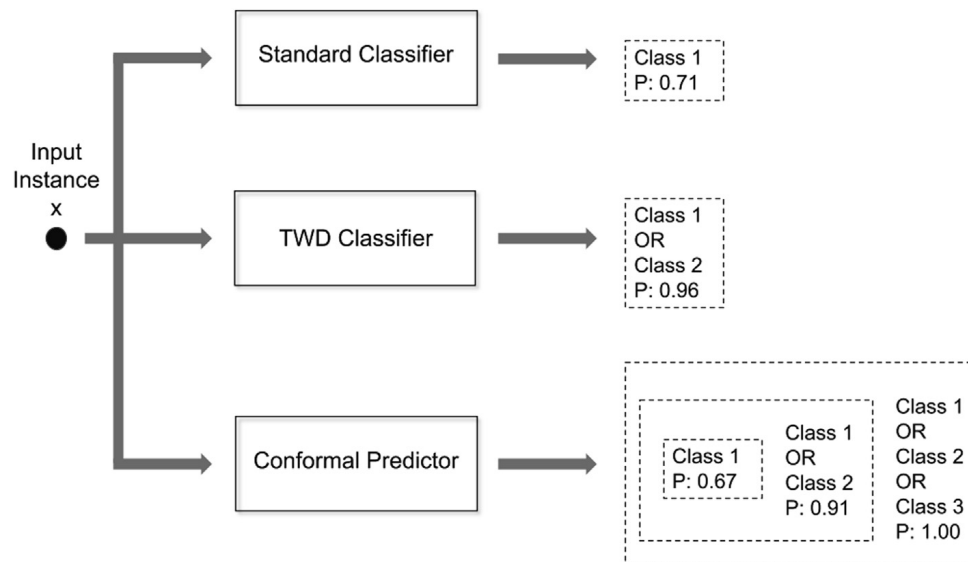 Input
Instance
x
Standard Classifier
Class 1
P: 0.71
TWD Classifier
Class 1
OR
Class 2
P: 0.96
Conformal Predictor
Class 1
P: 0.67
Class 1
OR
Class 2
P: 0.91
Class 1
OR
Class 2
OR
Class 3
P: 1.00